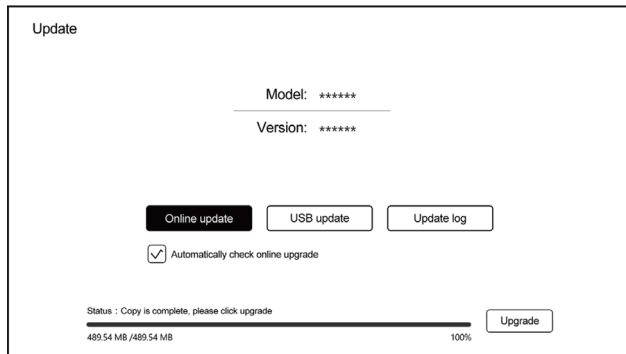 Update
Model: ******
Version: ******
Online update
USB update
Update log
Automatically check online upgrade
Status : Copy is complete, please click upgrade
489.54 MB /489.54 MB
100%
Upgrade